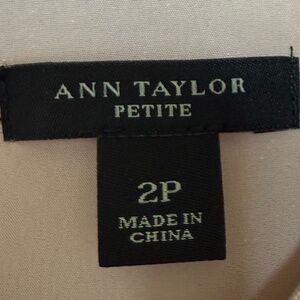 ANN TAYLOR
PETITE
2P
MADE IN
CHINA